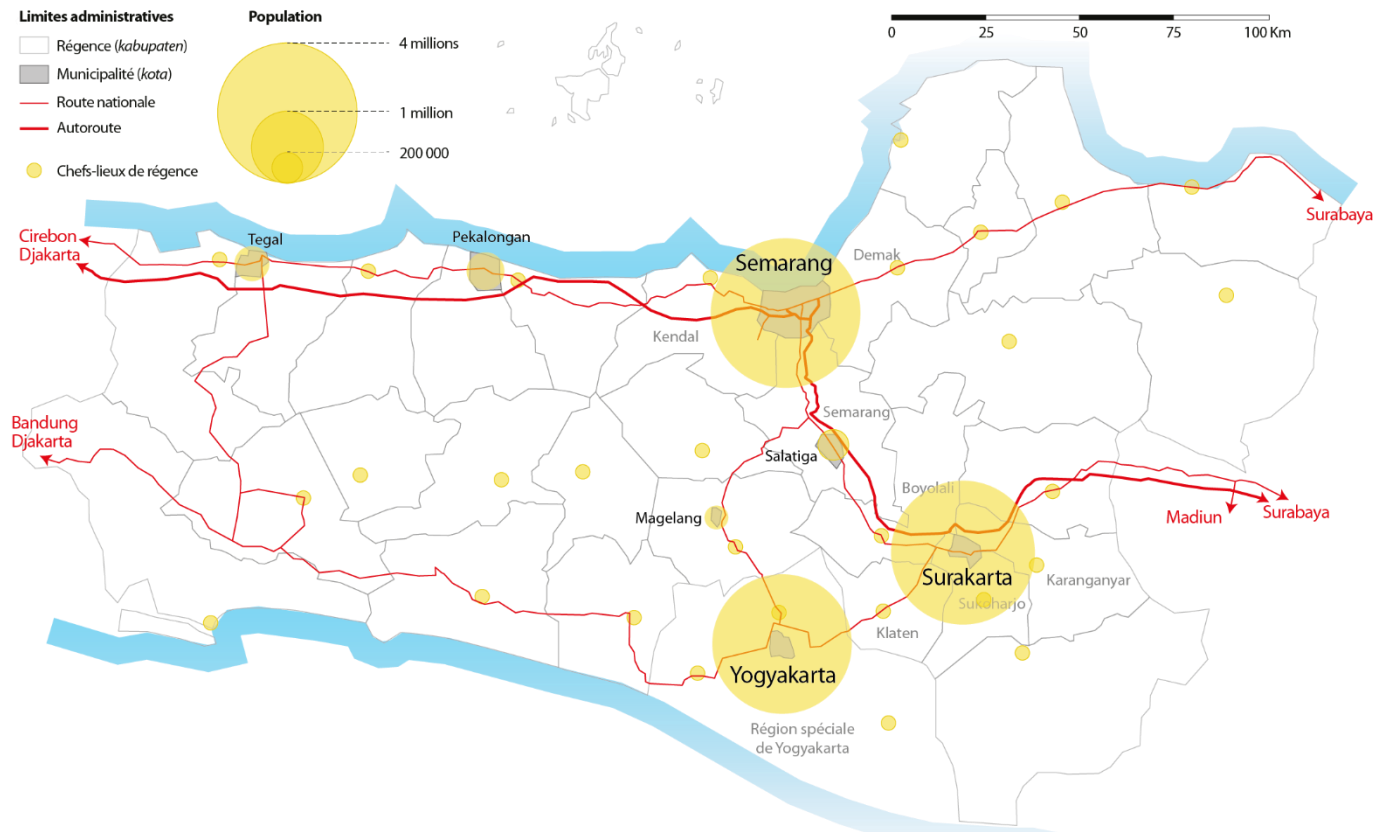 Limites administratives
Régence (kabupaten)
Municipalité (kota)
Route nationale
Autoroute
Chefs-lieux de régence
Population
4 millions
1 million
200 000
0 25 50 75 100 Km
Cirebon
Djakarta
Tegal
Pekalongan
Semarang
Demak
Surabaya
Kendal
Bandung
Djakarta
Semarang
Salatiga
Boyolali
Magelang
Madiun
Surabaya
Surakarta
Karanganyar
Sukoharjo
Klaten
Yogyakarta
Région spéciale
de Yogyakarta